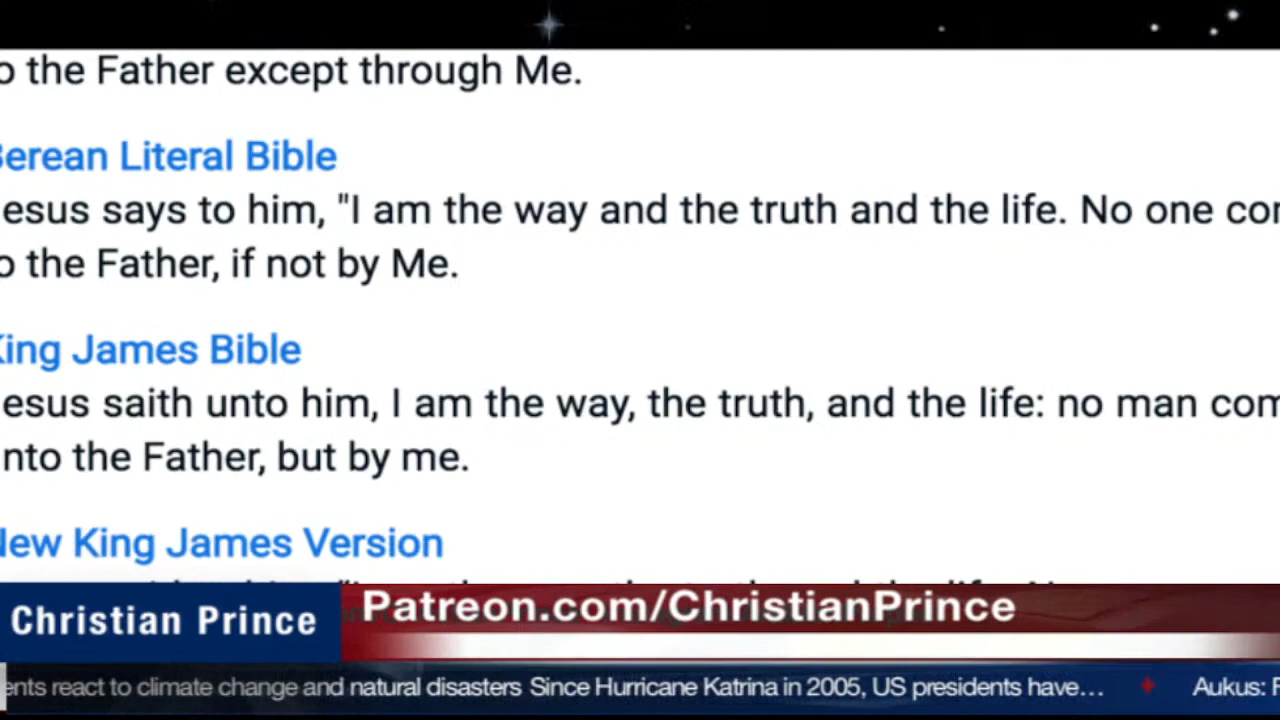 o the Father except through Me.
Berean Literal Bible
esus says to him, "I am the way and the truth and the life. No one con
o the Father, if not by Me.
King James Bible
esus saith unto him, I am the way, the truth, and the life: no man com
nto the Father, but by me.
New King James Version
Christian Prince
Patreon.com/ChristianPrince
ents react to climate change and natural disasters Since Hurricane Katrina in 2005, US presidents have... Aukus: F